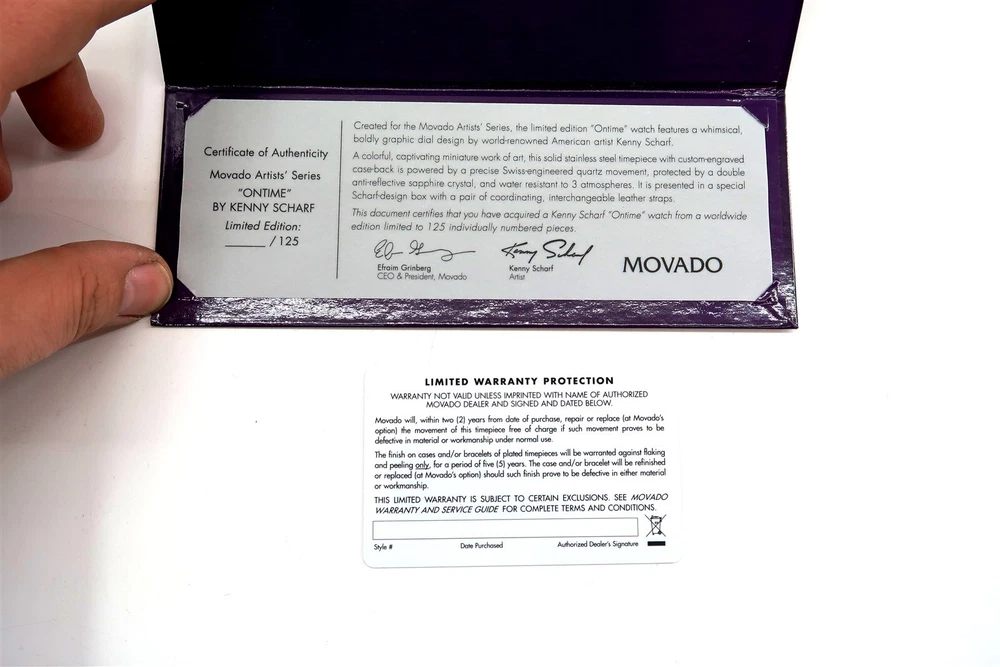 Certificate of Authenticity
Movado Artists' Series
"ONTIME"
BY KENNY SCHARF
Limited Edition:
______ / 125
Created for the Movado Artists' Series, the limited edition "Ontime" watch features a whimsical,
boldly graphic dial design by world-renowned American artist Kenny Scharf.
A colorful, captivating miniature work of art, this solid stainless steel timepiece with custom-engraved
case-back is powered by a precise Swiss-engineered quartz movement, protected by a double
anti-reflective sapphire crystal, and water resistant to 3 atmospheres. It is presented in a special
Scharf-design box with a pair of coordinating, interchangeable leather straps.
This document certifies that you have acquired a Kenny Scharf "Ontime" watch from a worldwide
edition limited to 125 individually numbered pieces.
Kenny Scharf
Efraim Grinberg
CEO & President, Movado
Kenny Scharf
Artist
MOVADO
LIMITED WARRANTY PROTECTION
WARRANTY NOT VALID UNLESS IMPRINTED WITH NAME OF AUTHORIZED
MOVADO DEALER AND SIGNED AND DATED BELOW.
Movado will, within two (2) years from date of purchase, repair or replace (at Movado's
option) the movement of this timepiece free of charge if such movement proves to be
defective in material or workmanship under normal use.
The finish on cases and/or bracelets of plated timepieces will be warranted against flaking
and peeling only, for a period of five (5) years. The case and/or bracelet will be refinished
or replaced (at Movado's option) should such finish prove to be defective in either material
or workmanship.
THIS LIMITED WARRANTY IS SUBJECT TO CERTAIN EXCLUSIONS. SEE MOVADO
WARRANTY AND SERVICE GUIDE FOR COMPLETE TERMS AND CONDITIONS.
Style # Date Purchased Authorized Dealer's Signature